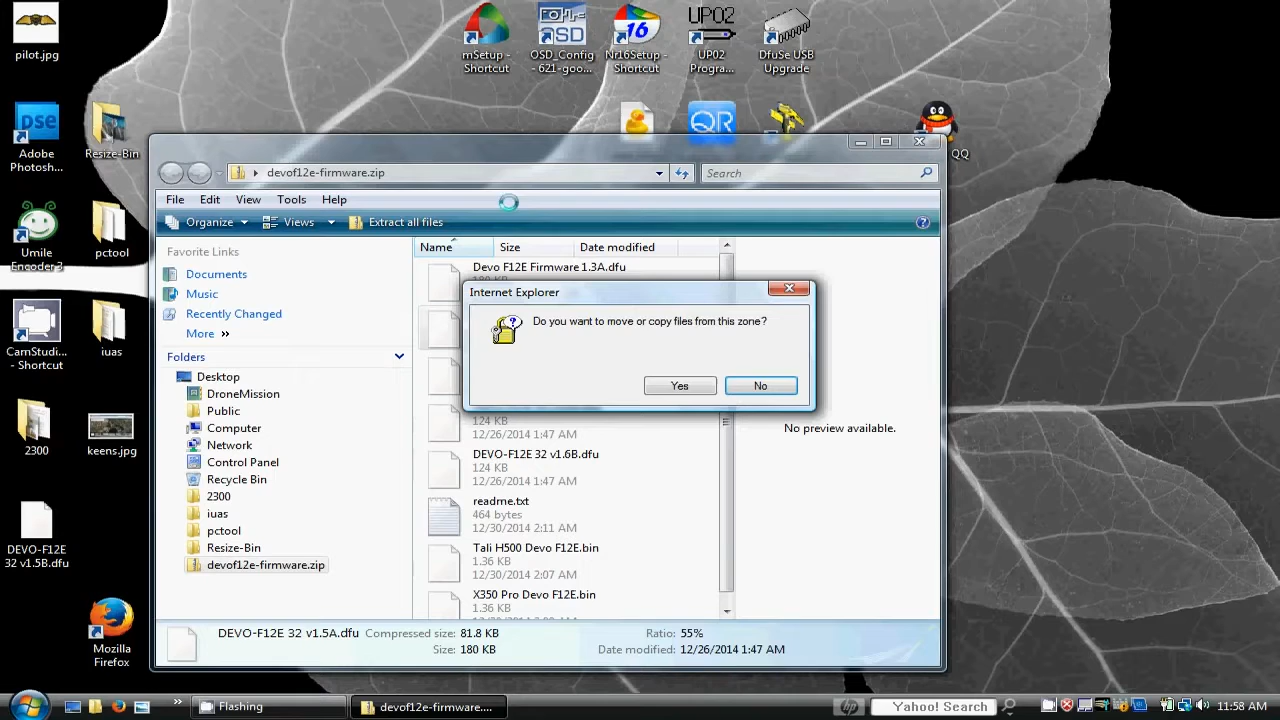 pilot.jpg
mSetup - Shortcut
OSD_Config - 621-goo...
Nr16Setup - Shortcut
UP02 Progra...
DfuSe USB Upgrade
Adobe Photosh...
Resize-Bin
QQ
Umile Encoder 3
pctool
CamStudi... - Shortcut
iuas
2300
keens.jpg
DEVO-F12E 32 v1.5B.dfu
Mozilla Firefox
devof12e-firmware.zip
Search
File Edit View Tools Help
Organize Views Extract all files
Favorite Links
Documents
Music
Recently Changed
More »
Folders
Desktop
DroneMission
Public
Computer
Network
Control Panel
Recycle Bin
2300
iuas
pctool
Resize-Bin
devof12e-firmware.zip
Name Size Date modified
Devo F12E Firmware 1.3A.dfu
Internet Explorer
Do you want to move or copy files from this zone?
Yes No
124 KB
12/26/2014 1:47 AM
DEVO-F12E 32 v1.6B.dfu
124 KB
12/26/2014 1:47 AM
readme.txt
464 bytes
12/30/2014 2:11 AM
Tali H500 Devo F12E.bin
1.36 KB
12/30/2014 2:07 AM
X350 Pro Devo F12E.bin
1.36 KB
No preview available.
DEVO-F12E 32 v1.5A.dfu Compressed size: 81.8 KB Ratio: 55%
Size: 180 KB Date modified: 12/26/2014 1:47 AM
Flashing
devof12e-firmware....
hp
Yahoo! Search
11:58 AM